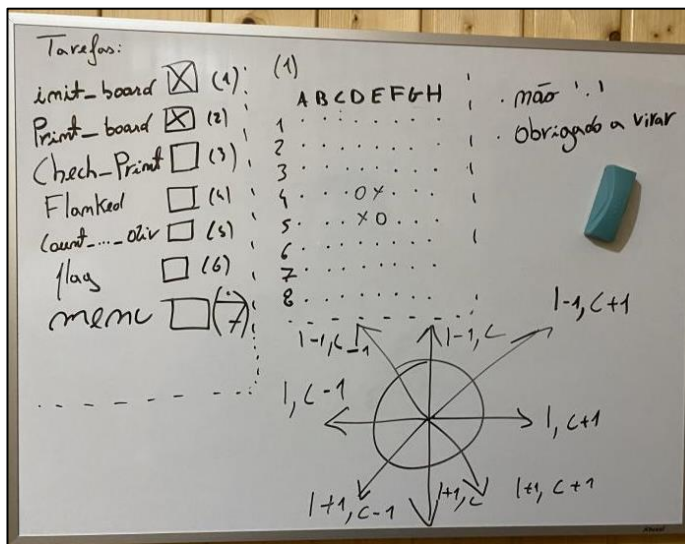 Tarefas:
init_board ☒ (1)
Print_board ☒ (2)
Chech_Print ☐ (3)
Flanked ☐ (4)
Count_..._dir ☐ (5)
flag ☐ (6)
menu ☐ (7)
(1)
A B C D E F G H
1 . . . . . . . .
2 . . . . . . . .
3 . . . . . . . .
4 . . . O X . . .
5 . . . X O . . .
6 . . . . . . . .
7 . . . . . . . .
8 . . . . . . . .
. não '.'
. obrigado a virar
l-1, c-1
l-1, c
l-1, c+1
l, c-1
l, c+1
l+1, c-1
l+1, c
l+1, c+1